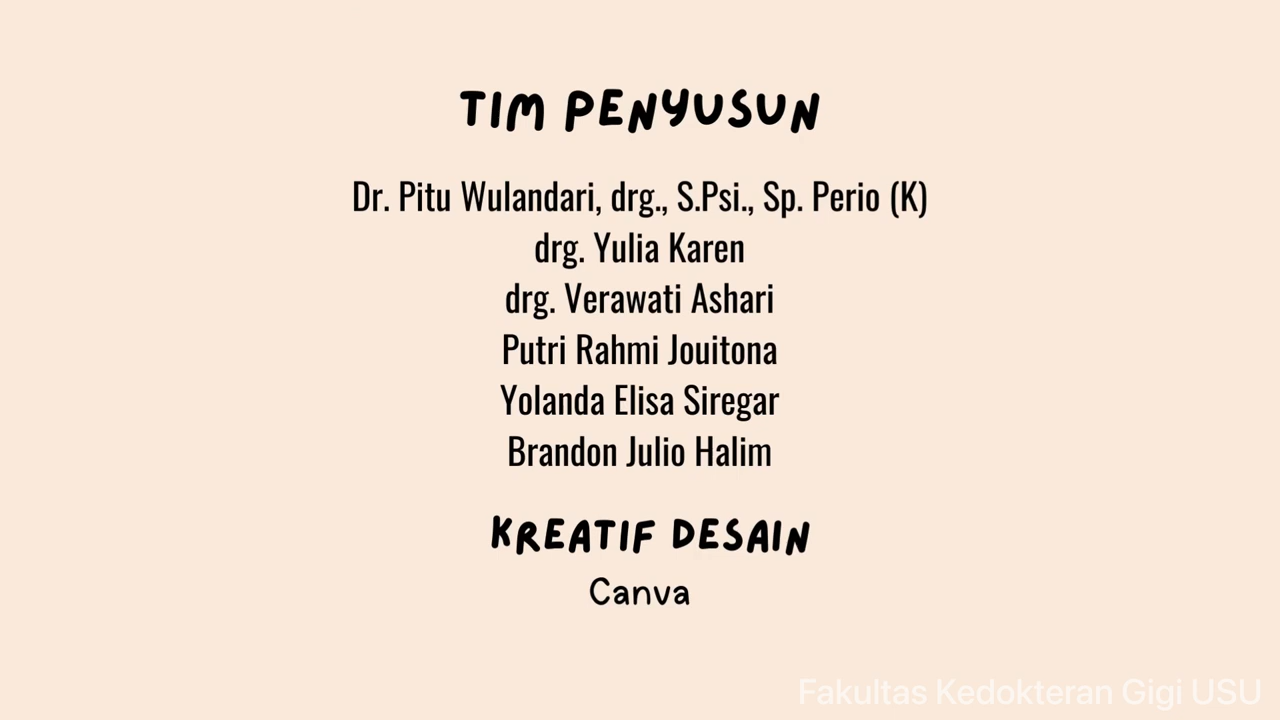 TIM PENYUSUN
Dr. Pitu Wulandari, drg., S.Psi., Sp. Perio (K)
drg. Yulia Karen
drg. Verawati Ashari
Putri Rahmi Jouitona
Yolanda Elisa Siregar
Brandon Julio Halim
KREATIF DESAIN
Canva
Fakultas Kedokteran Gigi USU